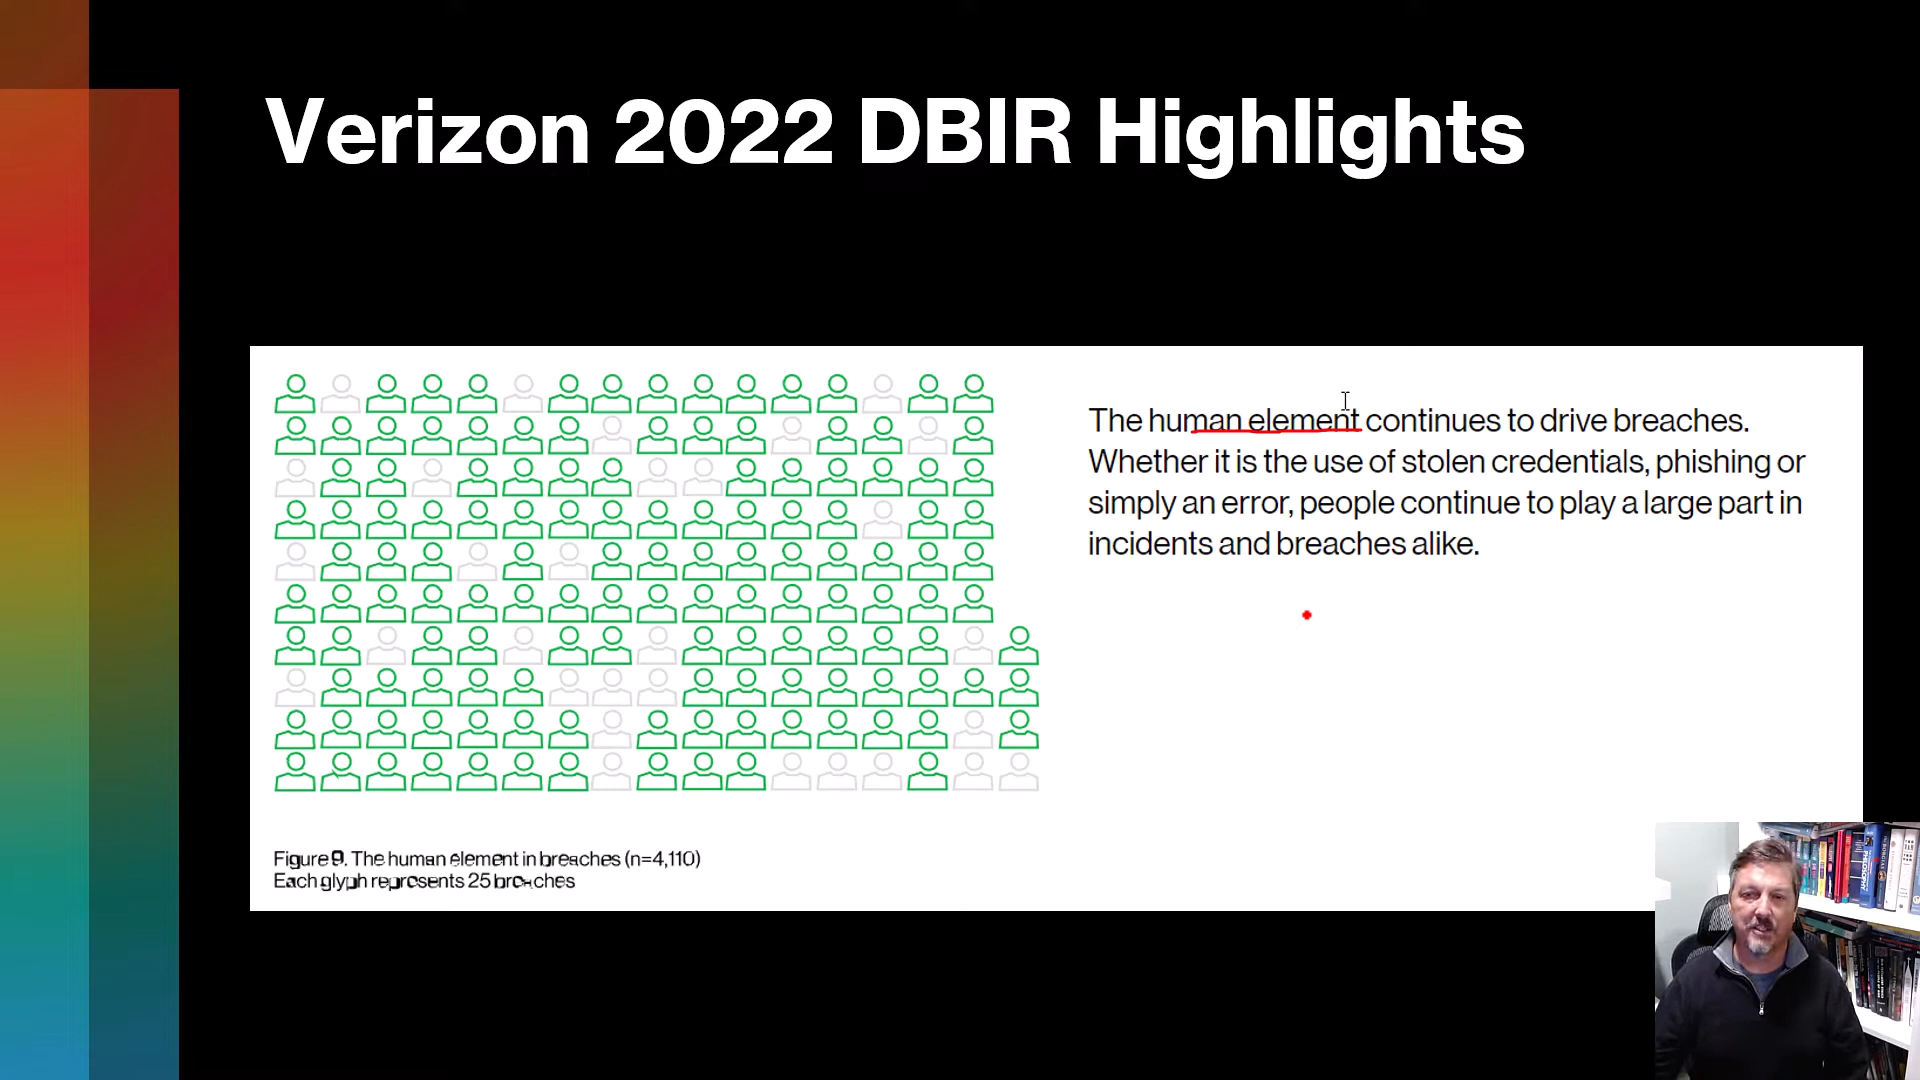 Verizon 2022 DBIR Highlights
The human element continues to drive breaches.
Whether it is the use of stolen credentials, phishing or
simply an error, people continue to play a large part in
incidents and breaches alike.
Figure 9. The human element in breaches (n=4,110)
Each glyph represents 25 breaches